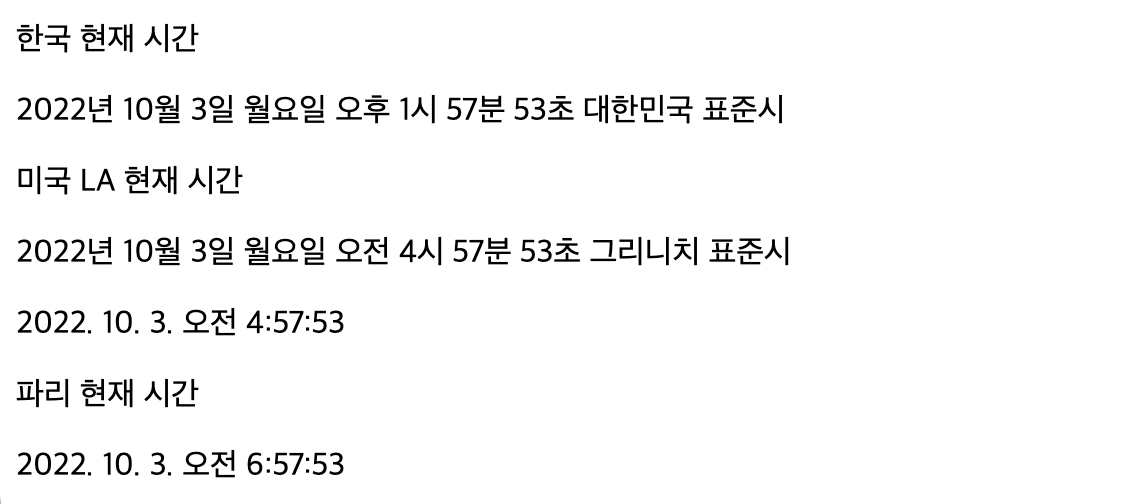 한국 현재 시간
2022년 10월 3일 월요일 오후 1시 57분 53초 대한민국 표준시
미국 LA 현재 시간
2022년 10월 3일 월요일 오전 4시 57분 53초 그리니치 표준시
2022. 10. 3. 오전 4:57:53
파리 현재 시간
2022. 10. 3. 오전 6:57:53